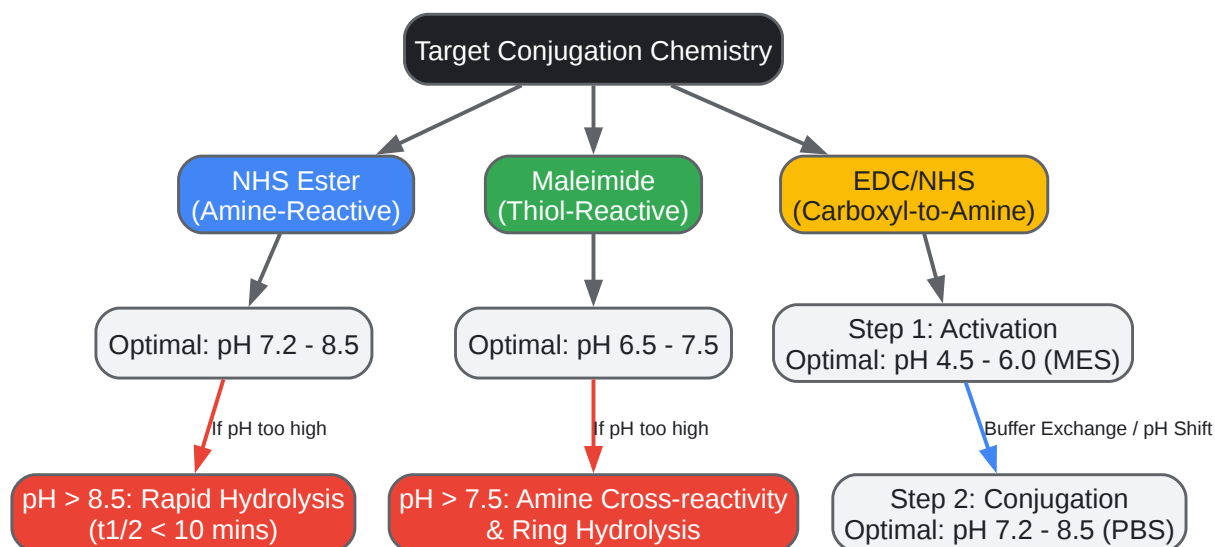 Target Conjugation Chemistry
NHS Ester
(Amine-Reactive)
Maleimide
(Thiol-Reactive)
EDC/NHS
(Carboxyl-to-Amine)
Optimal: pH 7.2 - 8.5
Optimal: pH 6.5 - 7.5
Step 1: Activation
Optimal: pH 4.5 - 6.0 (MES)
If pH too high
If pH too high
Buffer Exchange / pH Shift
pH > 8.5: Rapid Hydrolysis
(t1/2 < 10 mins)
pH > 7.5: Amine Cross-reactivity
& Ring Hydrolysis
Step 2: Conjugation
Optimal: pH 7.2 - 8.5 (PBS)